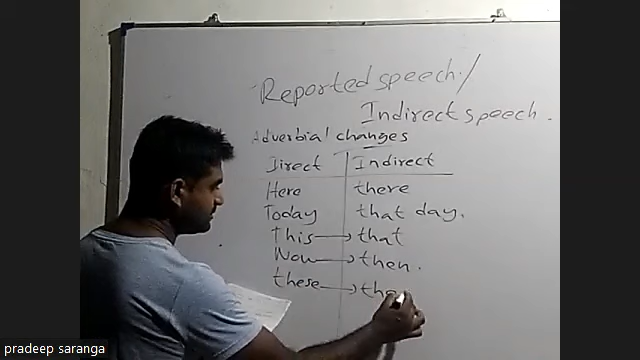 Reported speech /
Indirect speech.
Adverbial changes
Direct Indirect
Here there
Today that day.
This → that
Now → then.
these → the
pradeep saranga